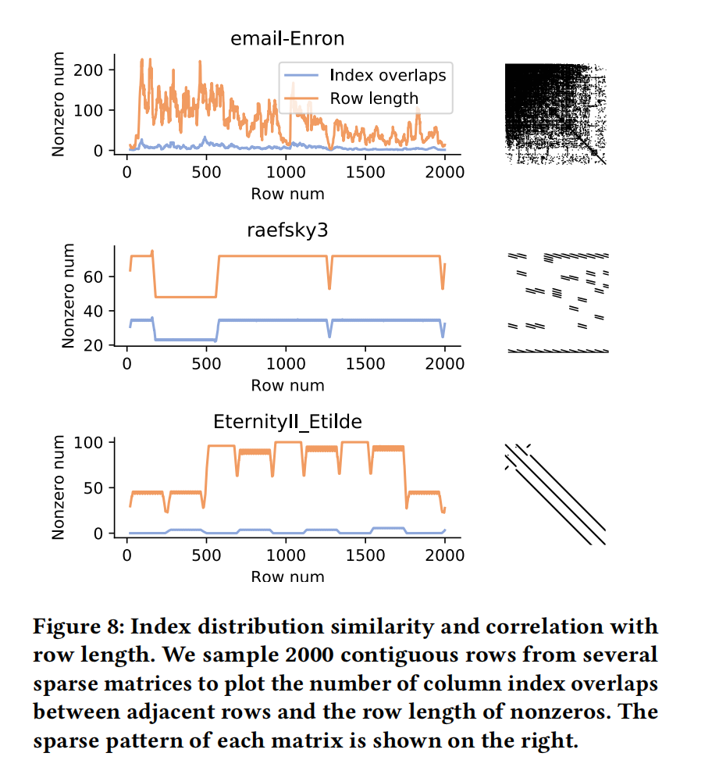 email-Enron
Nonzero num
200
100
0
Index overlaps
Row length
0 500 1000 1500 2000
Row num
raefsky3
Nonzero num
60
40
20
0 500 1000 1500 2000
Row num
EternityII_Etilde
Nonzero num
100
50
0
0 500 1000 1500 2000
Row num
Figure 8: Index distribution similarity and correlation with
row length. We sample 2000 contiguous rows from several
sparse matrices to plot the number of column index overlaps
between adjacent rows and the row length of nonzeros. The
sparse pattern of each matrix is shown on the right.